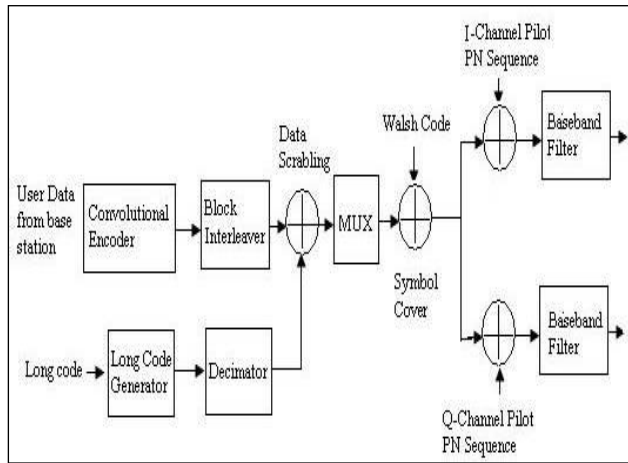 I-Channel Pilot
PN Sequence
Walsh Code
Baseband
Filter
Data
Scrabling
User Data
from base
station
Convolutional
Encoder
Block
Interleaver
MUX
Symbol
Cover
Long code
Long Code
Generator
Decimator
Baseband
Filter
Q-Channel Pilot
PN Sequence